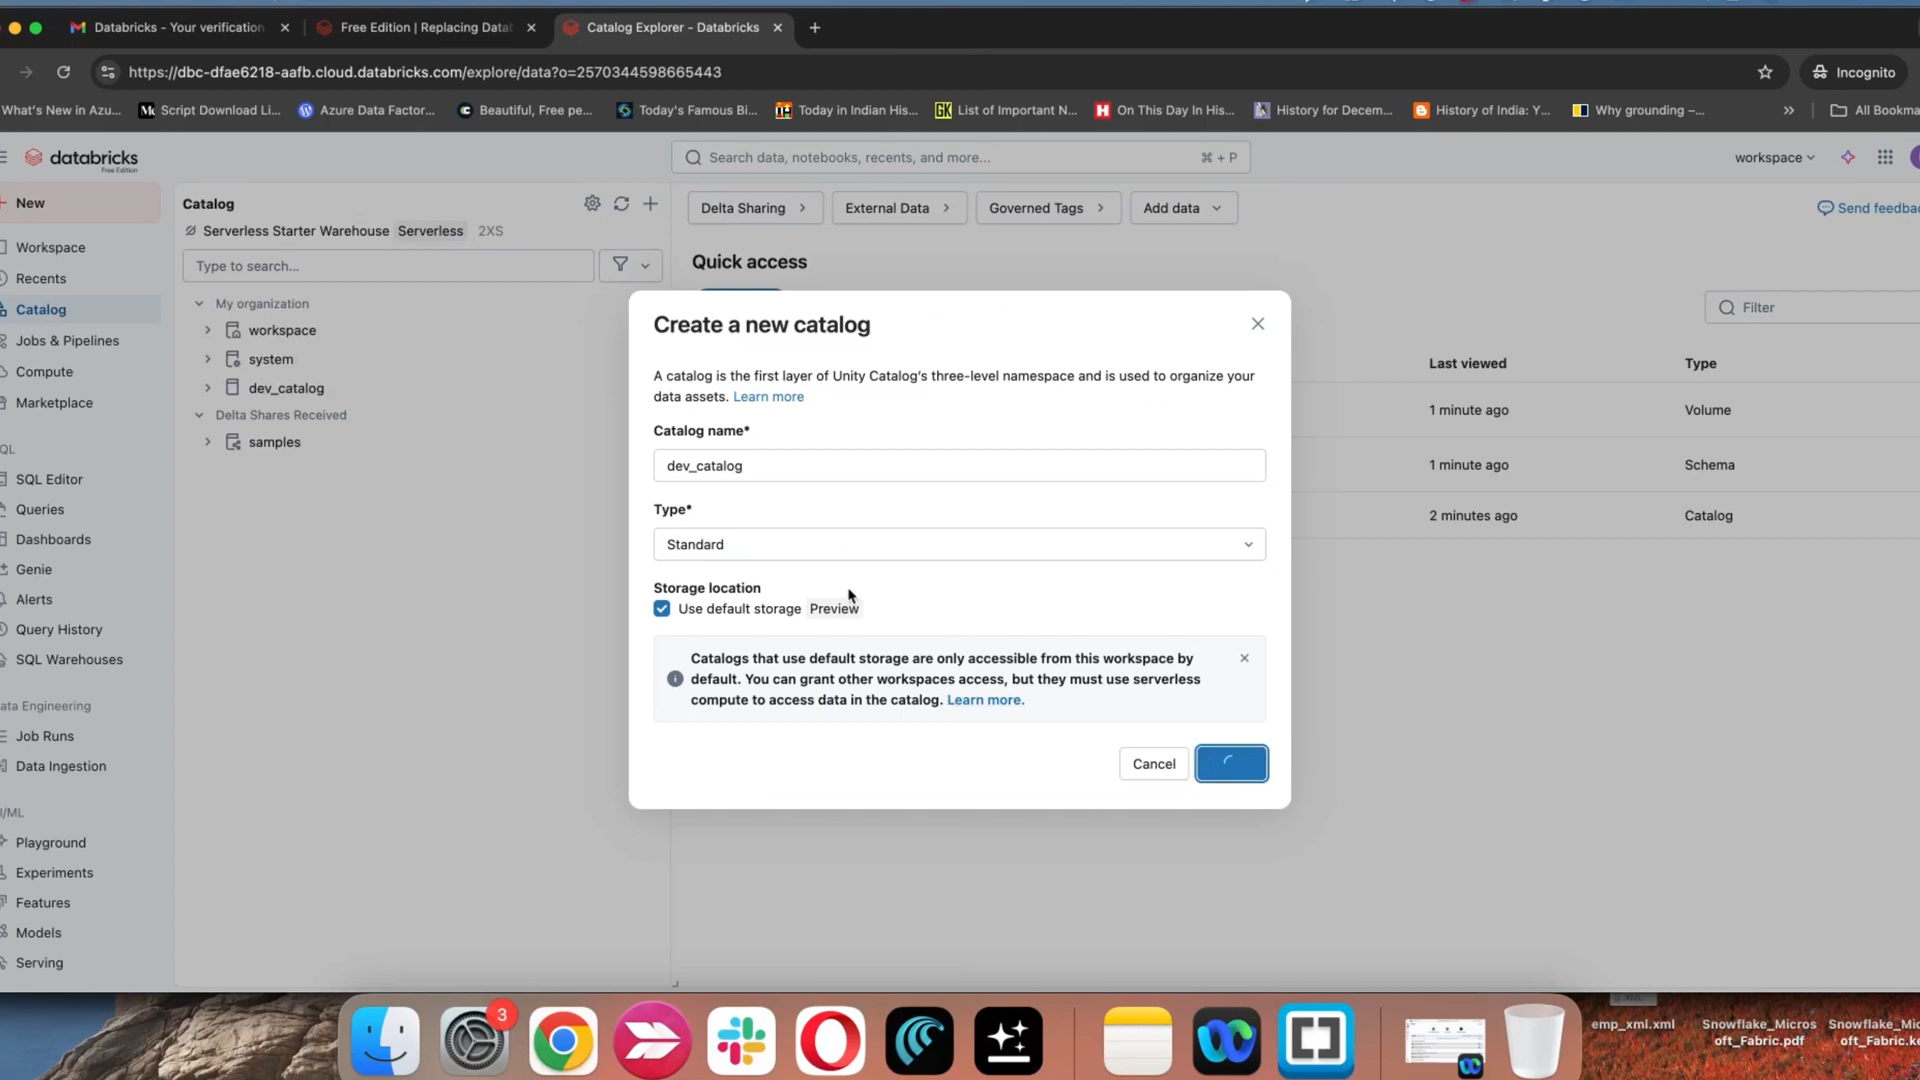 Databricks - Your verification
Free Edition | Replacing Data
Catalog Explorer - Databricks
https://dbc-dfae6218-aafb.cloud.databricks.com/explore/data?o=2570344598665443
Incognito
What's New in Azu...
Script Download Li...
Azure Data Factor...
Beautiful, Free pe...
Today's Famous Bi...
Today in Indian His...
List of Important N...
On This Day In His...
History for Decem...
History of India: Y...
Why grounding –...
»
All Bookma
databricks
Free Edition
Search data, notebooks, recents, and more...
⌘ + P
workspace
New
Workspace
Recents
Catalog
Jobs & Pipelines
Compute
Marketplace
QL
SQL Editor
Queries
Dashboards
Genie
Alerts
Query History
SQL Warehouses
ata Engineering
Job Runs
Data Ingestion
I/ML
Playground
Experiments
Features
Models
Serving
Catalog
Serverless Starter Warehouse Serverless 2XS
Type to search...
My organization
workspace
system
dev_catalog
Delta Shares Received
samples
Delta Sharing
External Data
Governed Tags
Add data
Send feedbac
Quick access
Filter
Last viewed
Type
1 minute ago
Volume
1 minute ago
Schema
2 minutes ago
Catalog
Create a new catalog
A catalog is the first layer of Unity Catalog's three-level namespace and is used to organize your
data assets. Learn more
Catalog name*
dev_catalog
Type*
Standard
Storage location
Use default storage Preview
Catalogs that use default storage are only accessible from this workspace by
default. You can grant other workspaces access, but they must use serverless
compute to access data in the catalog. Learn more.
Cancel
3
emp_xml.xml
Snowflake_Micros
oft_Fabric.pdf
Snowflake_Mic
oft_Fabric.ke